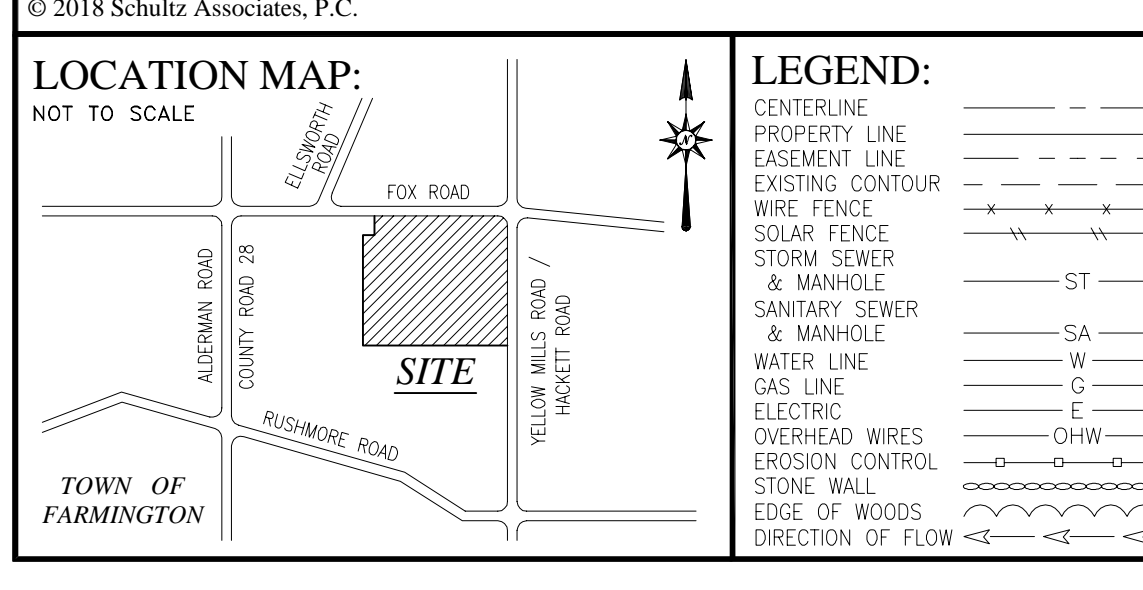 © 2018 Schultz Associates, P.C.
LOCATION MAP:
NOT TO SCALE
ELLSWORTH
ROAD
FOX ROAD
N
ALDERMAN ROAD
COUNTY ROAD 28
SITE
YELLOW MILLS ROAD /
HACKETT ROAD
RUSHMORE ROAD
TOWN OF
FARMINGTON
LEGEND:
CENTERLINE
PROPERTY LINE
EASEMENT LINE
EXISTING CONTOUR
WIRE FENCE
x x x
SOLAR FENCE
STORM SEWER
& MANHOLE
ST
SANITARY SEWER
& MANHOLE
SA
WATER LINE
W
GAS LINE
G
ELECTRIC
E
OVERHEAD WIRES
OHW
EROSION CONTROL
STONE WALL
EDGE OF WOODS
DIRECTION OF FLOW